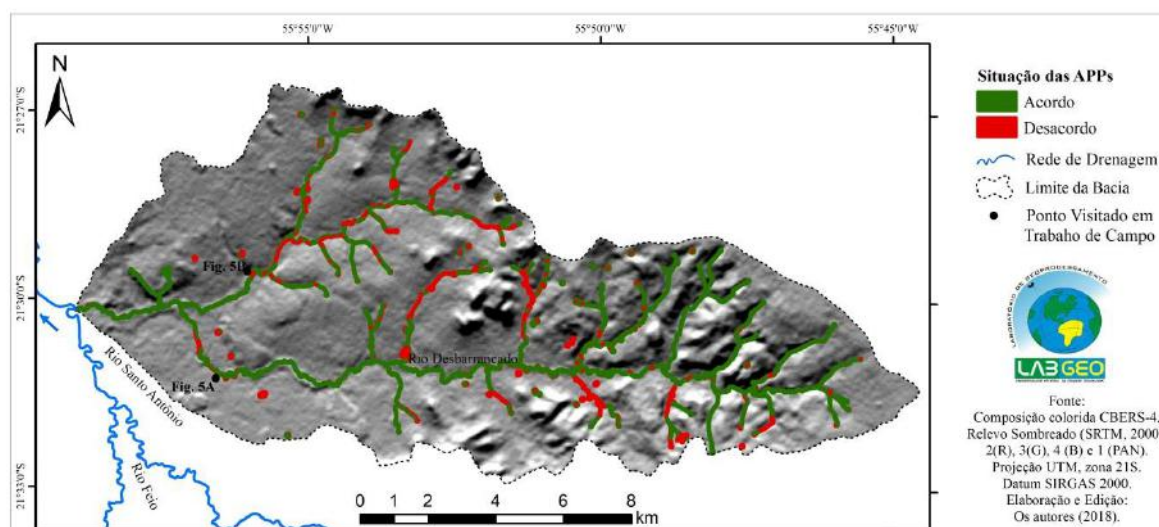 55°55'0"W
55°50'0"W
55°45'0"W
N
21°27'0"S
21°30'0"S
21°33'0"S
Fig. 5B
Fig. 5A
Rio Desbarrancado
Rio Santo Antônio
Rio Feio
0 1 2 4 6 8
km
Situação das APPs
Acordo
Desacordo
Rede de Drenagem
Limite da Bacia
Ponto Visitado em
Trabaho de Campo
LABORATÓRIO DE GEOPROCESSAMENTO
LABGEO
Fonte:
Composição colorida CBERS-4,
Relevo Sombreado (SRTM, 2000)
2(R), 3(G), 4 (B) e 1 (PAN).
Projeção UTM, zona 21S.
Datum SIRGAS 2000.
Elaboração e Edição:
Os autores (2018).